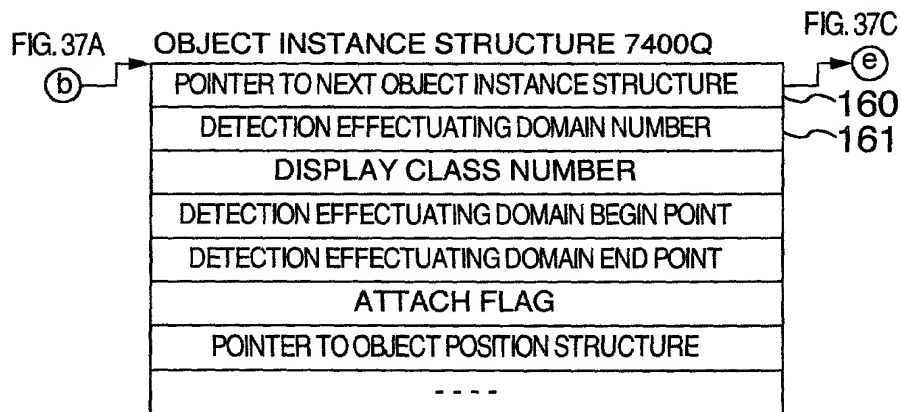 FIG. 37A
FIG. 37C
OBJECT INSTANCE STRUCTURE 7400Q
b
e
POINTER TO NEXT OBJECT INSTANCE STRUCTURE
160
DETECTION EFFECTUATING DOMAIN NUMBER
161
DISPLAY CLASS NUMBER
DETECTION EFFECTUATING DOMAIN BEGIN POINT
DETECTION EFFECTUATING DOMAIN END POINT
ATTACH FLAG
POINTER TO OBJECT POSITION STRUCTURE
- - - -